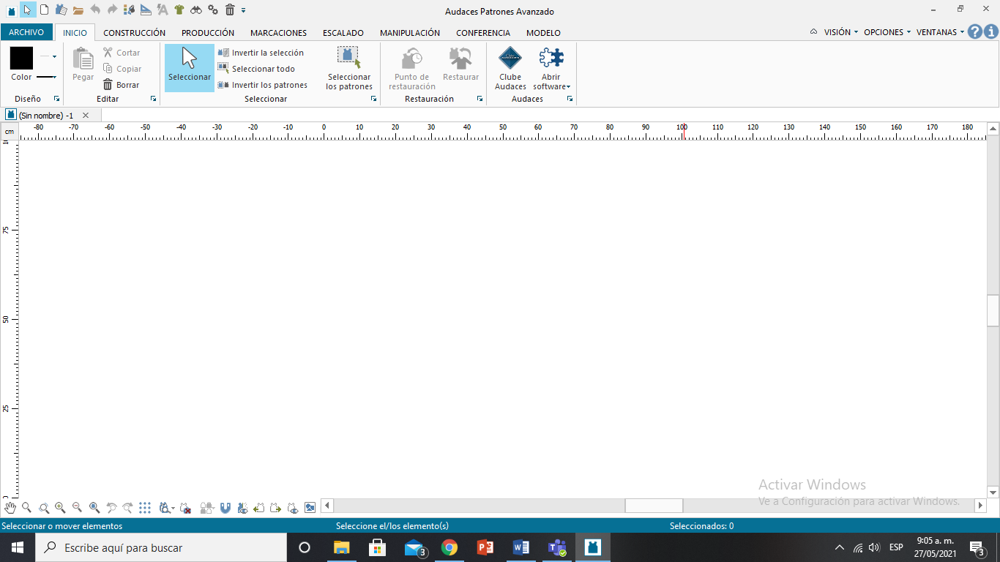 Audaces Patrones Avanzado
ARCHIVO INICIO CONSTRUCCIÓN PRODUCCIÓN MARCACIONES ESCALADO MANIPULACIÓN CONFERENCIA MODELO VISIÓN OPCIONES VENTANAS
Cortar Invertir la selección
Copiar Seleccionar todo
Color Pegar Borrar Seleccionar Invertir los patrones Seleccionar los patrones Punto de restauración Restaurar Clube Audaces Abrir software
Diseño Editar Seleccionar Restauración Audaces
(Sin nombre) -1
cm -80 -70 -60 -50 -40 -30 -20 -10 0 10 20 30 40 50 60 70 80 90 100 110 120 130 140 150 160 170 180
75
50
25
Activar Windows
Ve a Configuración para activar Windows.
Seleccionar o mover elementos Seleccione el/los elemento(s) Seleccionados: 0
Escribe aquí para buscar 3 ESP 9:05 a. m. 3
27/05/2021